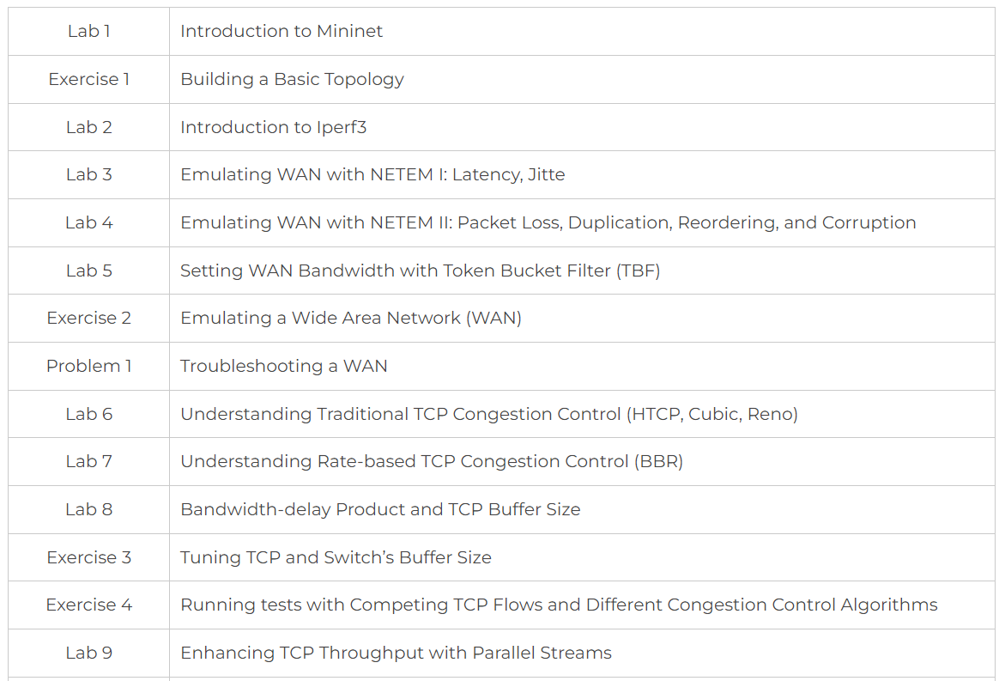 Lab 1 Introduction to Mininet
Exercise 1 Building a Basic Topology
Lab 2 Introduction to Iperf3
Lab 3 Emulating WAN with NETEM I: Latency, Jitte
Lab 4 Emulating WAN with NETEM II: Packet Loss, Duplication, Reordering, and Corruption
Lab 5 Setting WAN Bandwidth with Token Bucket Filter (TBF)
Exercise 2 Emulating a Wide Area Network (WAN)
Problem 1 Troubleshooting a WAN
Lab 6 Understanding Traditional TCP Congestion Control (HTCP, Cubic, Reno)
Lab 7 Understanding Rate-based TCP Congestion Control (BBR)
Lab 8 Bandwidth-delay Product and TCP Buffer Size
Exercise 3 Tuning TCP and Switch’s Buffer Size
Exercise 4 Running tests with Competing TCP Flows and Different Congestion Control Algorithms
Lab 9 Enhancing TCP Throughput with Parallel Streams